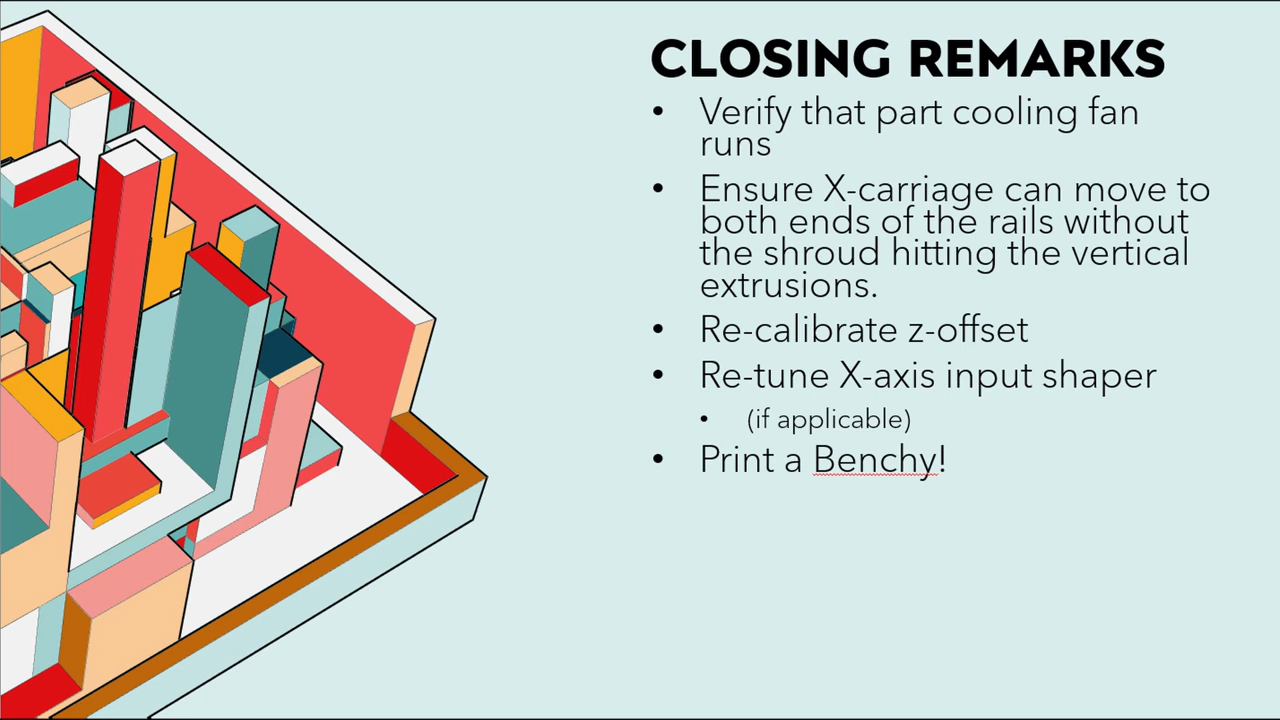 CLOSING REMARKS
• Verify that part cooling fan
runs
• Ensure X-carriage can move to
both ends of the rails without
the shroud hitting the vertical
extrusions.
• Re-calibrate z-offset
• Re-tune X-axis input shaper
• (if applicable)
• Print a Benchy!